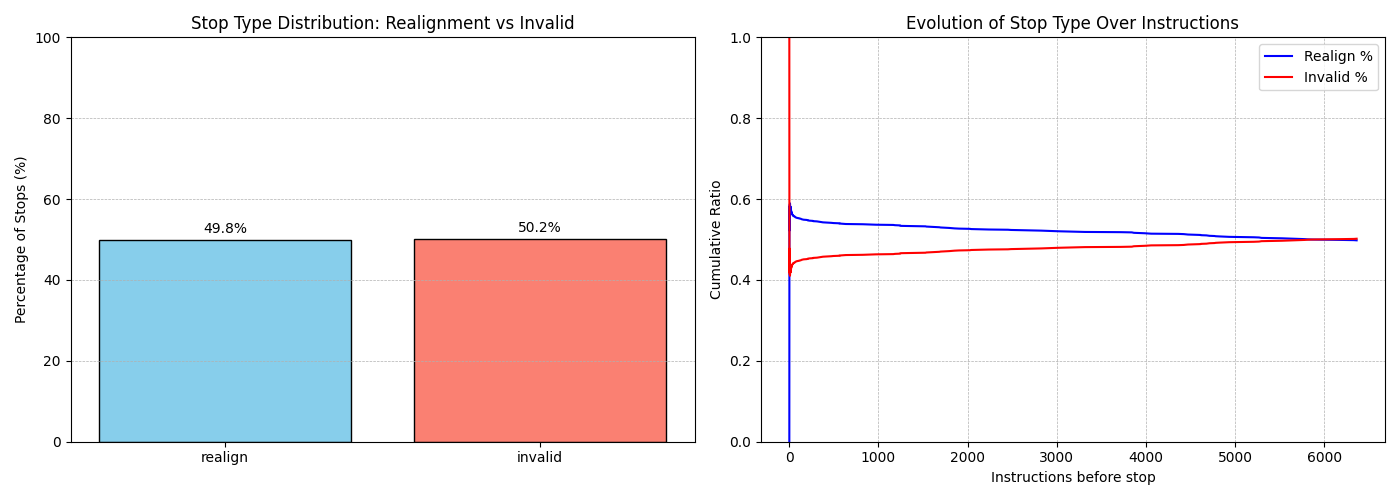 Stop Type Distribution: Realignment vs Invalid
Percentage of Stops (%)
100
80
60
40
20
0
49.8%
50.2%
realign
invalid
Evolution of Stop Type Over Instructions
Cumulative Ratio
1.0
0.8
0.6
0.4
0.2
0.0
Realign %
Invalid %
0
1000
2000
3000
4000
5000
6000
Instructions before stop